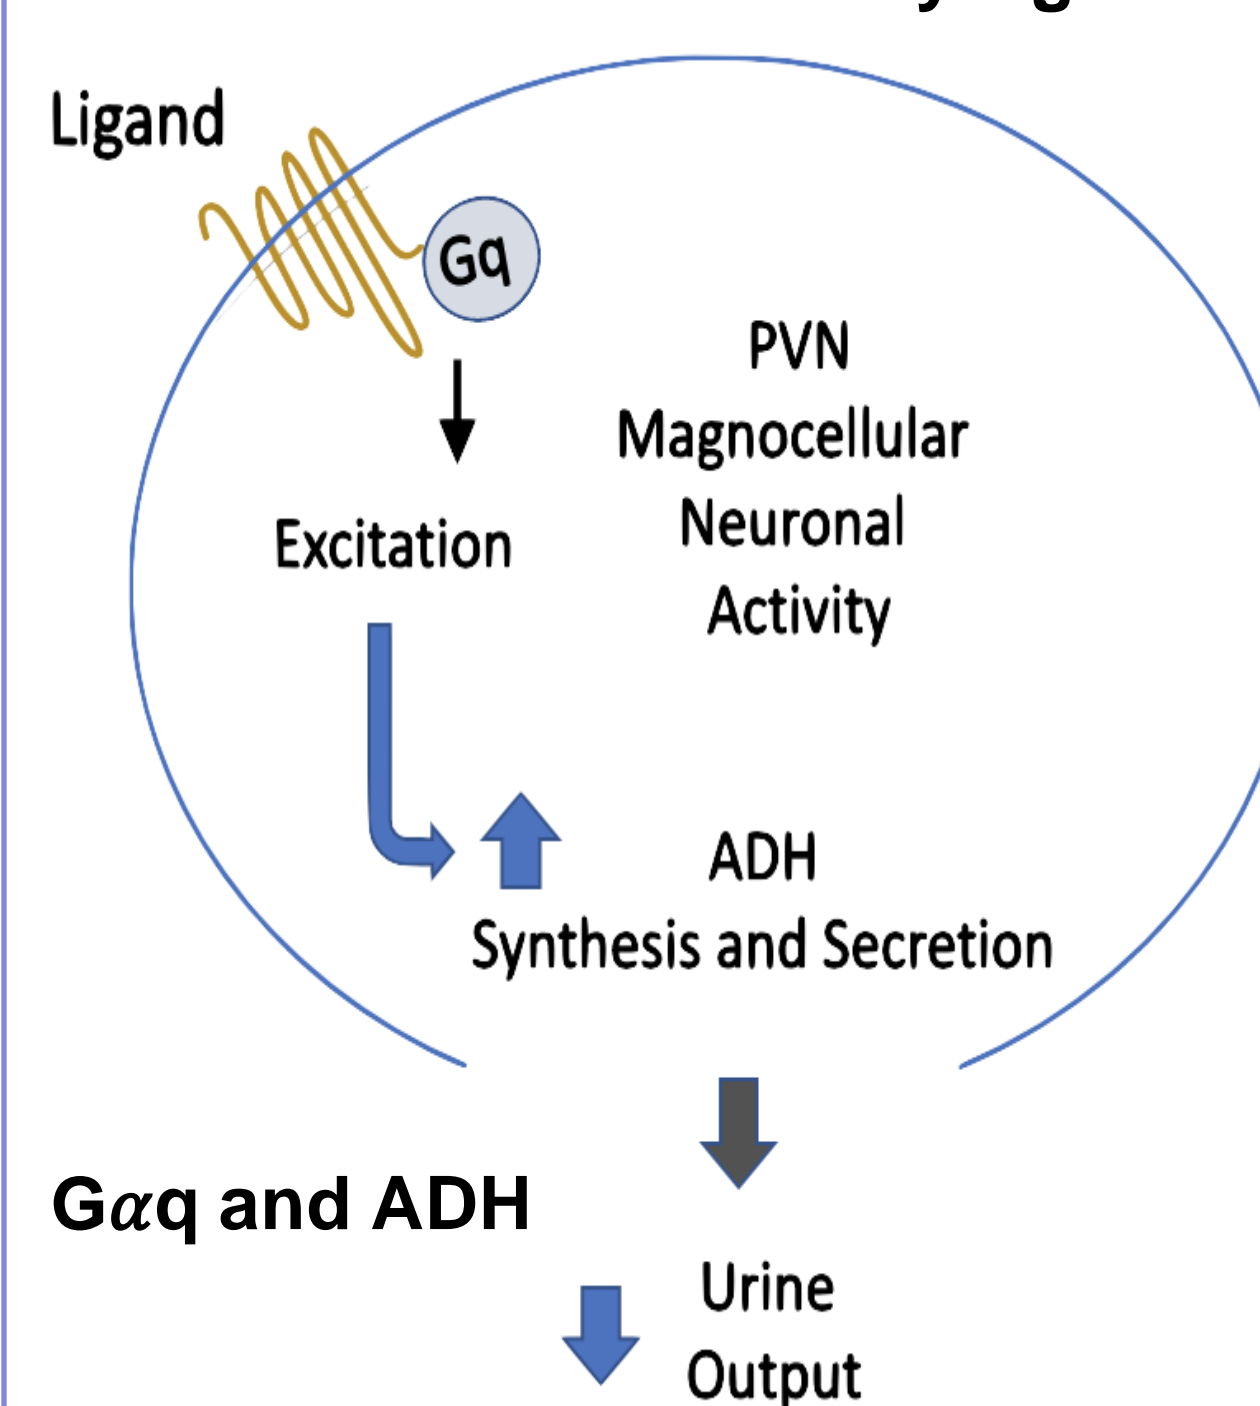 Ligand
Gq
PVN
Magnocellular
Neuronal
Activity
Excitation
ADH
Synthesis and Secretion
G𝛼q and ADH
Urine
Output